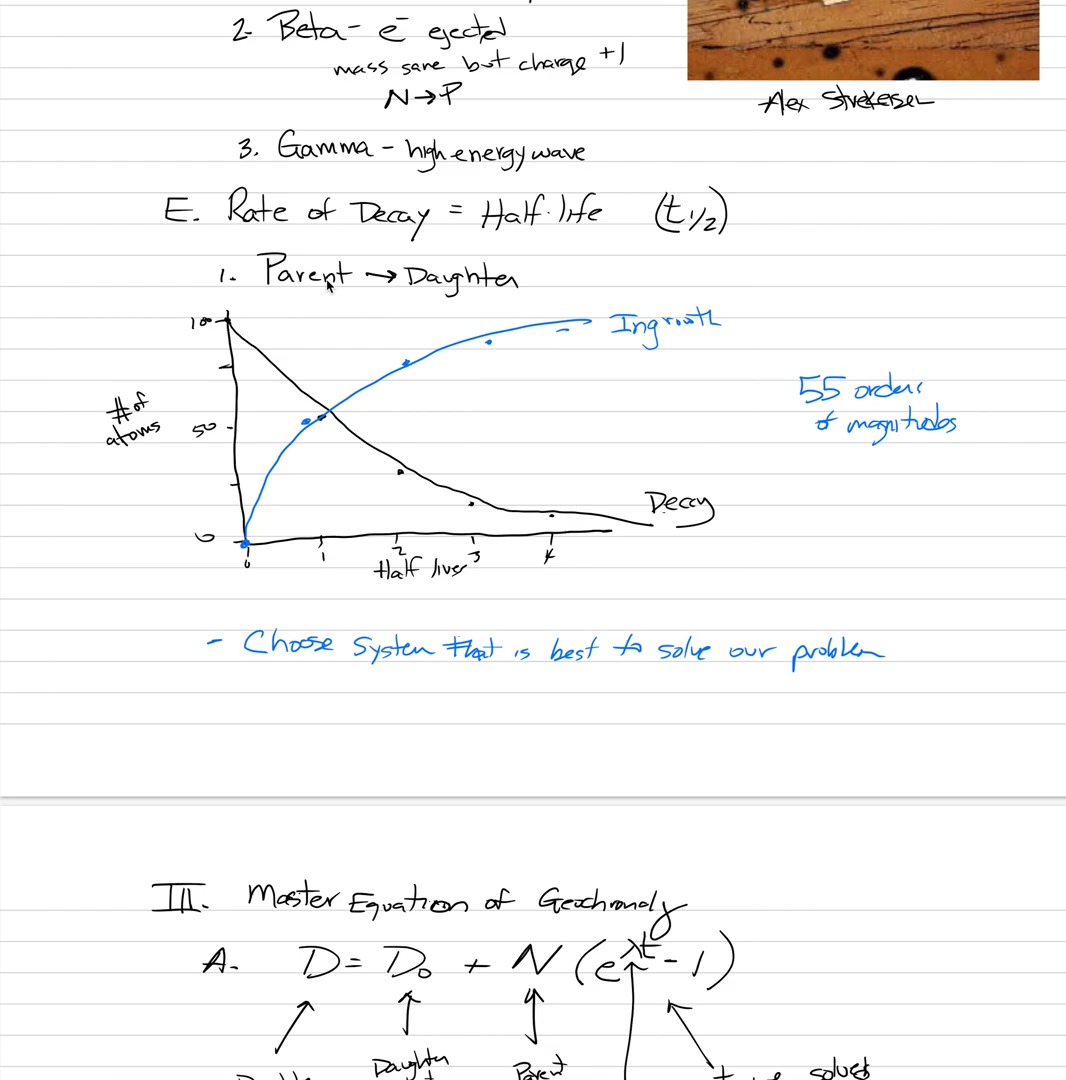 2. Beta - e⁻ ejected
mass same but charge +1
N → P
Alex Strekeisen
3. Gamma - high energy wave
E. Rate of Decay = Half-life (t 1/2)
1. Parent → Daughter
100
Ingrowth
55 orders
of magnitudes
# of
atoms
50
Decay
0
0 1 2 3 4
Half lives
- Choose system that is best to solve our problem
III. Master Equation of Geochronology
A. D = D₀ + N (e^λt - 1)
Daughter
Parent
solved